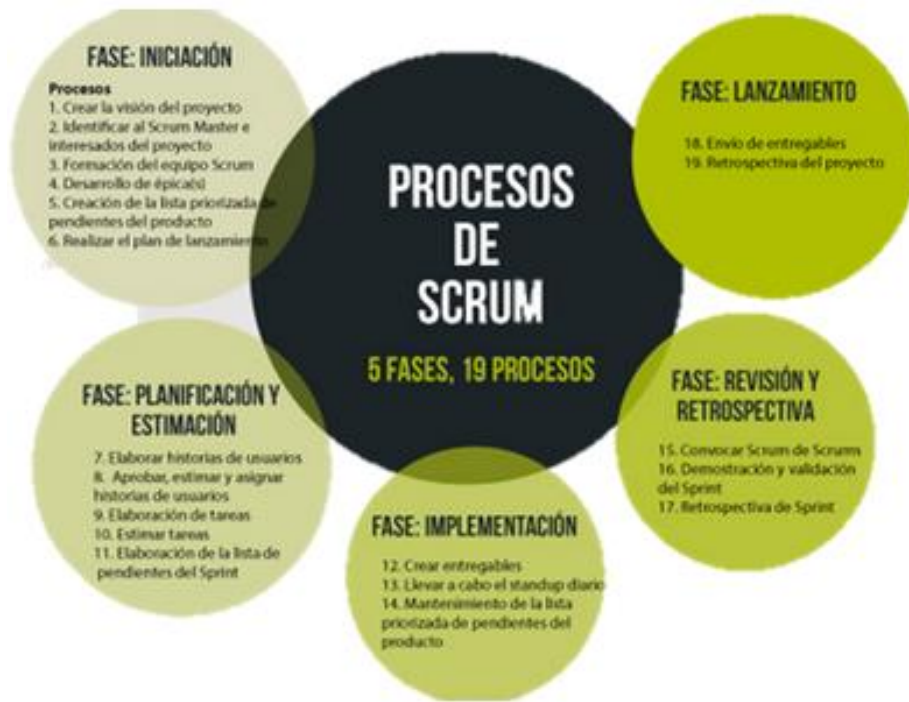 PROCESOS
DE
SCRUM
5 FASES, 19 PROCESOS
FASE: INICIACIÓN
Procesos
1. Crear la visión del proyecto
2. Identificar al Scrum Master e
interesados del proyecto
3. Formación del equipo Scrum
4. Desarrollo de épica(s)
5. Creación de la lista priorizada de
pendientes del producto
6. Realizar el plan de lanzamiento
FASE: PLANIFICACIÓN Y
ESTIMACIÓN
7. Elaborar historias de usuarios
8. Aprobar, estimar y asignar
historias de usuarios
9. Elaboración de tareas
10. Estimar tareas
11. Elaboración de la lista de
pendientes del Sprint
FASE: IMPLEMENTACIÓN
12. Crear entregables
13. Llevar a cabo el standup diario
14. Mantenimiento de la lista
priorizada de pendientes del
producto
FASE: REVISIÓN Y
RETROSPECTIVA
15. Convocar Scrum de Scrums
16. Demostración y validación
del Sprint
17. Retrospectiva de Sprint
FASE: LANZAMIENTO
18. Envío de entregables
19. Retrospectiva del proyecto